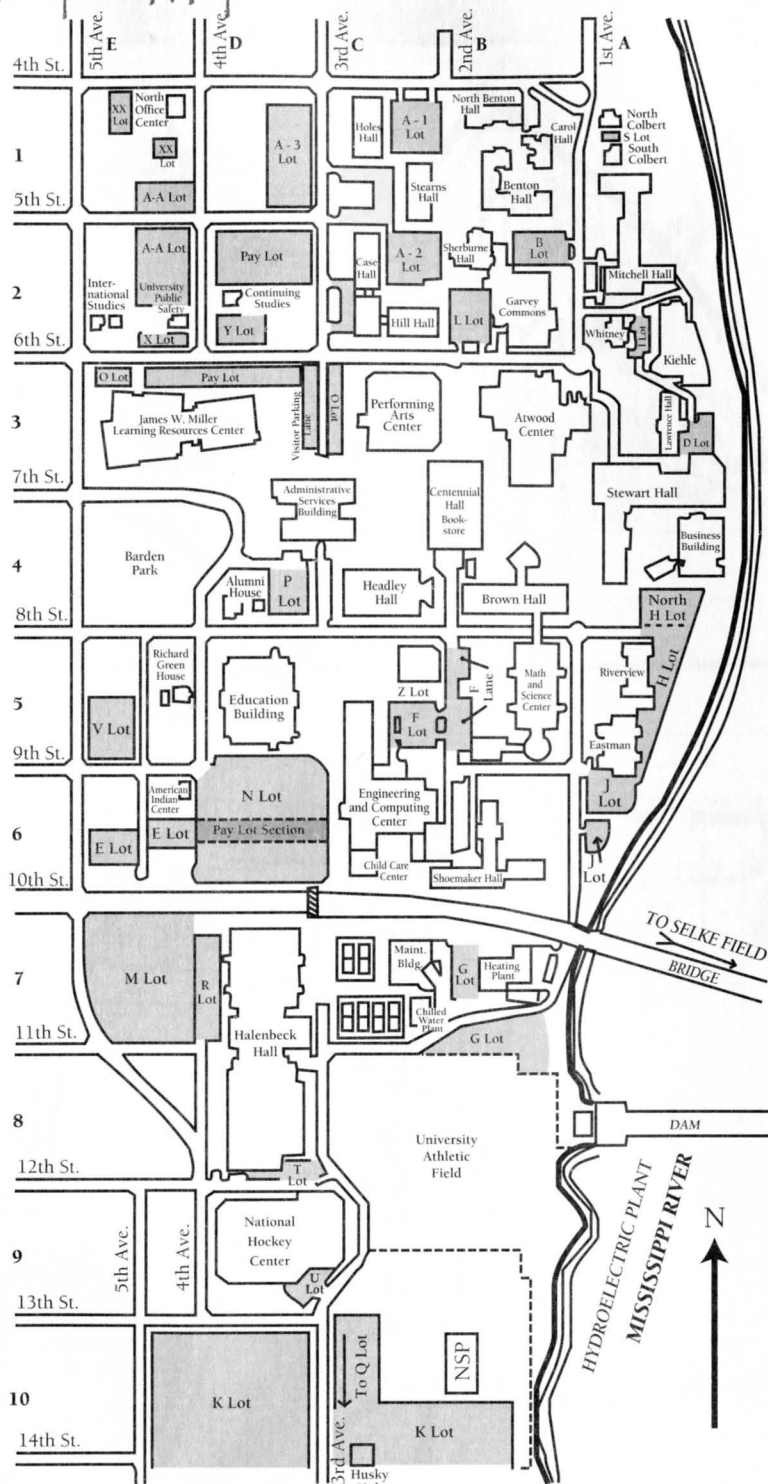 5th Ave.
E
4th Ave.
D
3rd Ave.
C
2nd Ave.
B
1st Ave.
A
4th St.
1
5th St.
XX
Lot
North
Office
Center
XX
Lot
A-A Lot
A - 3
Lot
Holes
Hall
A - 1
Lot
North Benton
Hall
Carol
Hall
North
Colbert
S Lot
South
Colbert
Stearns
Hall
Benton
Hall
2
6th St.
A-A Lot
Inter-
national
Studies
University
Public
Safety
X Lot
Pay Lot
Continuing
Studies
Y Lot
Case
Hall
A - 2
Lot
Sherburne
Hall
B
Lot
Mitchell Hall
Hill Hall
L Lot
Garvey
Commons
Whitney
I Lot
Kiehle
3
7th St.
O Lot
Pay Lot
James W. Miller
Learning Resources Center
Visitor Parking
Lane
O Lot
Performing
Arts
Center
Atwood
Center
Lawrence Hall
D Lot
Stewart Hall
4
8th St.
Barden
Park
Administrative
Services
Building
Centennial
Hall
Book-
store
Business
Building
Alumni
House
P
Lot
Headley
Hall
Brown Hall
North
H Lot
5
9th St.
Richard
Green
House
V Lot
Education
Building
Z Lot
F
Lot
F
Lane
Math
and
Science
Center
Riverview
H Lot
Eastman
6
10th St.
American
Indian
Center
E Lot
E Lot
N Lot
Pay Lot Section
Engineering
and Computing
Center
Child Care
Center
Shoemaker Hall
J
Lot
J
Lot
TO SELKE FIELD
BRIDGE
7
11th St.
M Lot
R
Lot
Halenbeck
Hall
Maint.
Bldg.
G
Lot
Heating
Plant
Chilled
Water
Plant
G Lot
8
12th St.
University
Athletic
Field
DAM
T
Lot
9
13th St.
5th Ave.
4th Ave.
National
Hockey
Center
U
Lot
HYDROELECTRIC PLANT
MISSISSIPPI RIVER
N
10
14th St.
K Lot
To Q Lot
3rd Ave.
NSP
K Lot
Husky